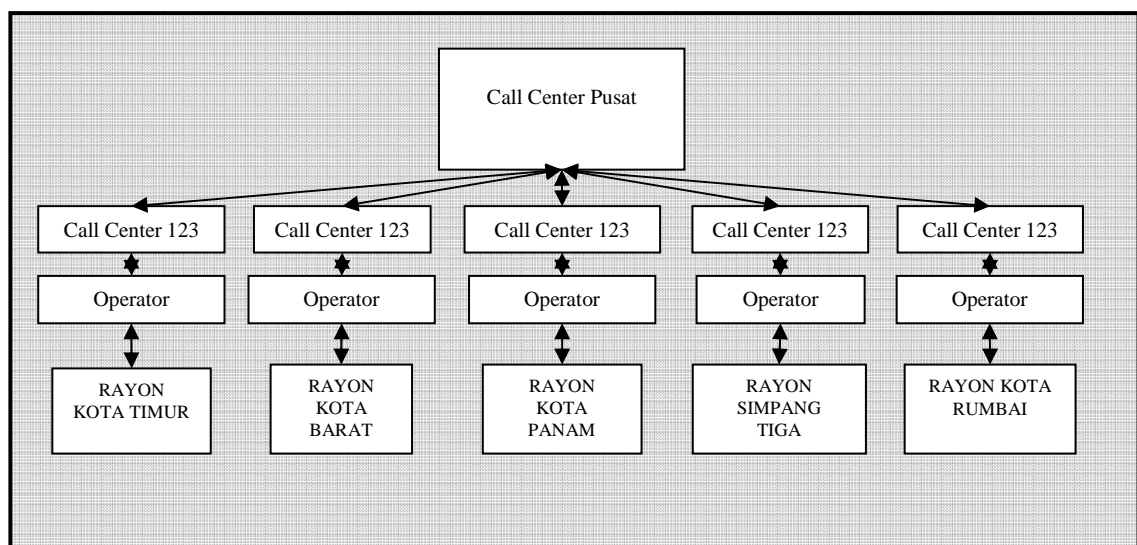 Call Center Pusat
Call Center 123
Call Center 123
Call Center 123
Call Center 123
Call Center 123
Operator
Operator
Operator
Operator
Operator
RAYON
KOTA TIMUR
RAYON
KOTA
BARAT
RAYON
KOTA
PANAM
RAYON
SIMPANG
TIGA
RAYON KOTA
RUMBAI